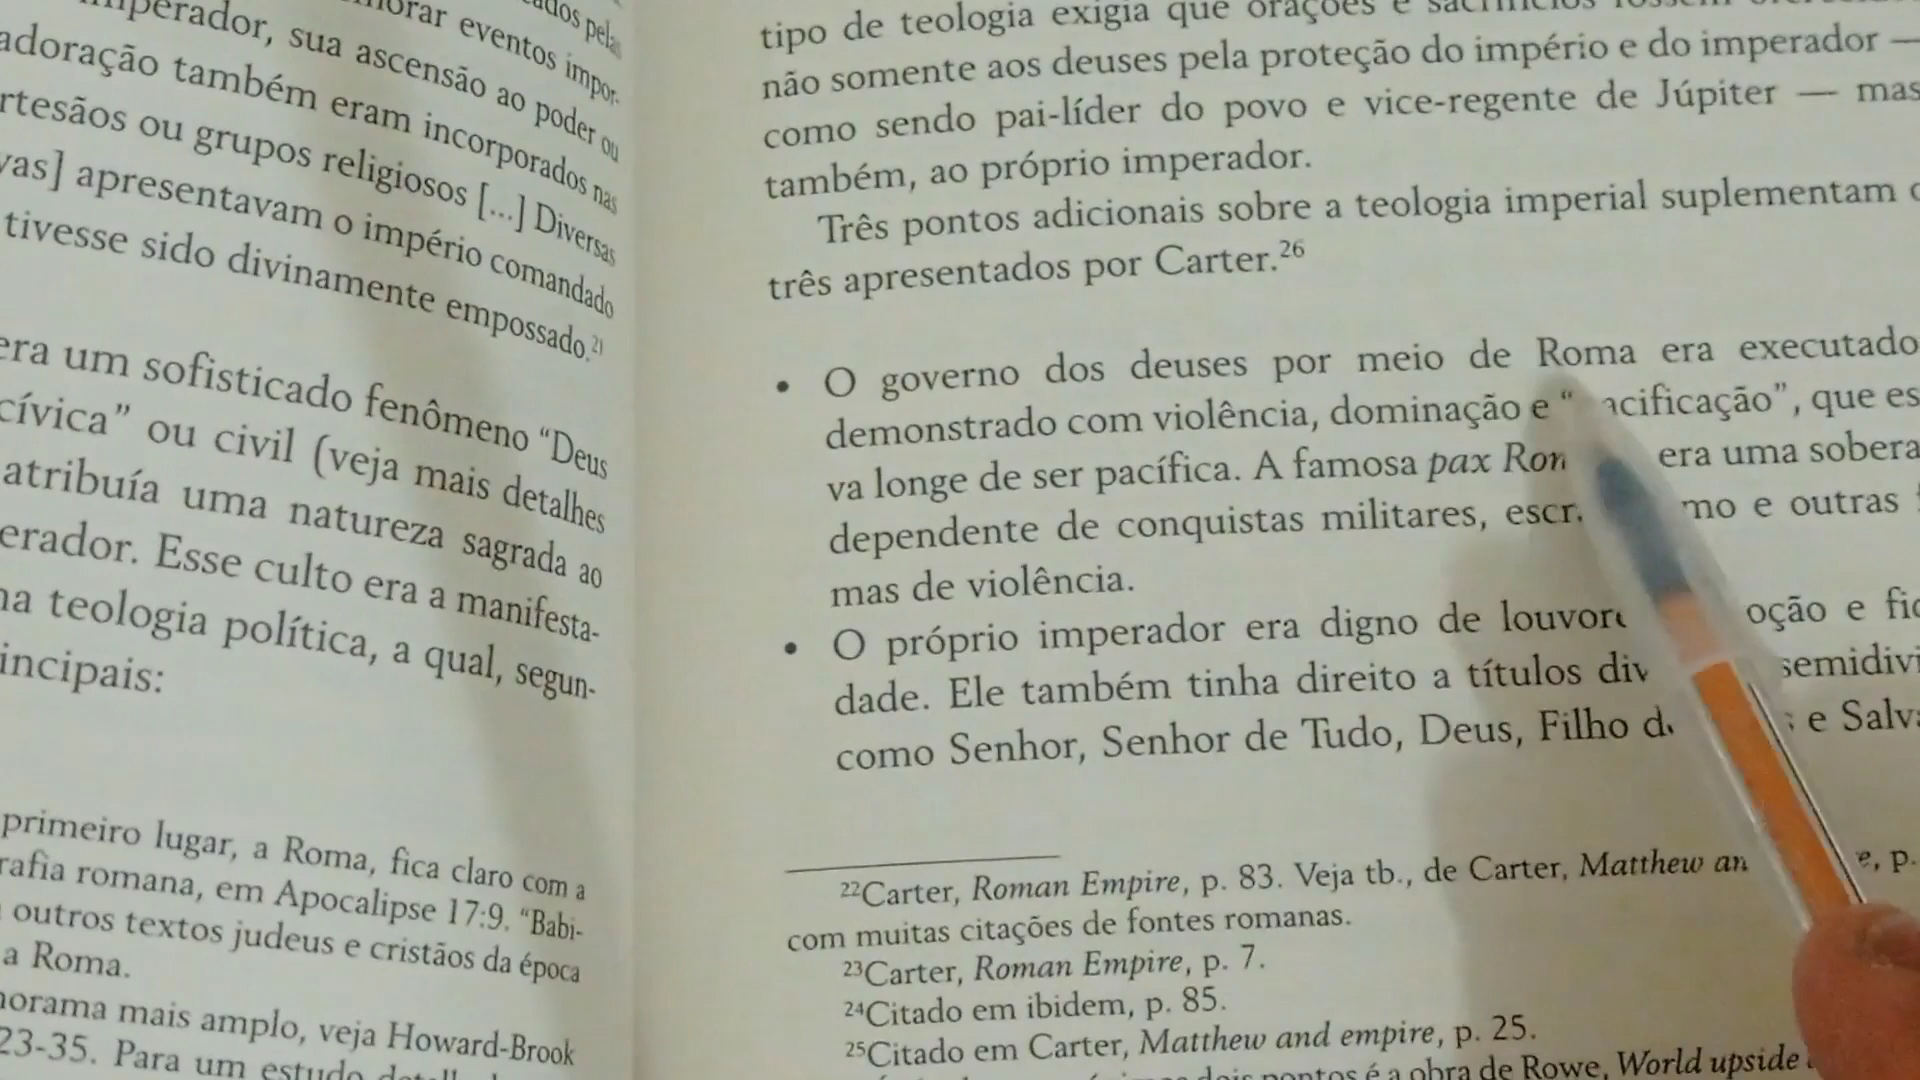 eventos impor-
imperador, sua ascensão ao poder ou
adoração também eram incorporados nas
ou grupos religiosos [...] Diversas
apresentavam o império comandado
tivesse sido divinamente empossado.21
era um sofisticado fenômeno “Deus
cívica” ou civil (veja mais detalhes
atribuía uma natureza sagrada ao
Esse culto era a manifesta-
teologia política, a qual, segun-
primeiro lugar, a Roma, fica claro com a
romana, em Apocalipse 17:9. “Babi-
outros textos judeus e cristãos da época
a Roma.
mais amplo, veja Howard-Brook
23-35. Para um estudo
tipo de teologia exigia que orações e
não somente aos deuses pela proteção do império e do imperador —
como sendo pai-líder do povo e vice-regente de Júpiter — mas
também, ao próprio imperador.
Três pontos adicionais sobre a teologia imperial suplementam
três apresentados por Carter.26
• O governo dos deuses por meio de Roma era executado
demonstrado com violência, dominação e “ acificação”, que es
va longe de ser pacífica. A famosa pax Ron era uma sobera
dependente de conquistas militares, escr mo e outras
mas de violência.
• O próprio imperador era digno de louvor oção e fid
dade. Ele também tinha direito a títulos div semidivi
como Senhor, Senhor de Tudo, Deus, Filho d e Salva
22Carter, Roman Empire, p. 83. Veja tb., de Carter, Matthew an e, p.
com muitas citações de fontes romanas.
23Carter, Roman Empire, p. 7.
24Citado em ibidem, p. 85.
25Citado em Carter, Matthew and empire, p. 25.
pontos é a obra de Rowe, World upside